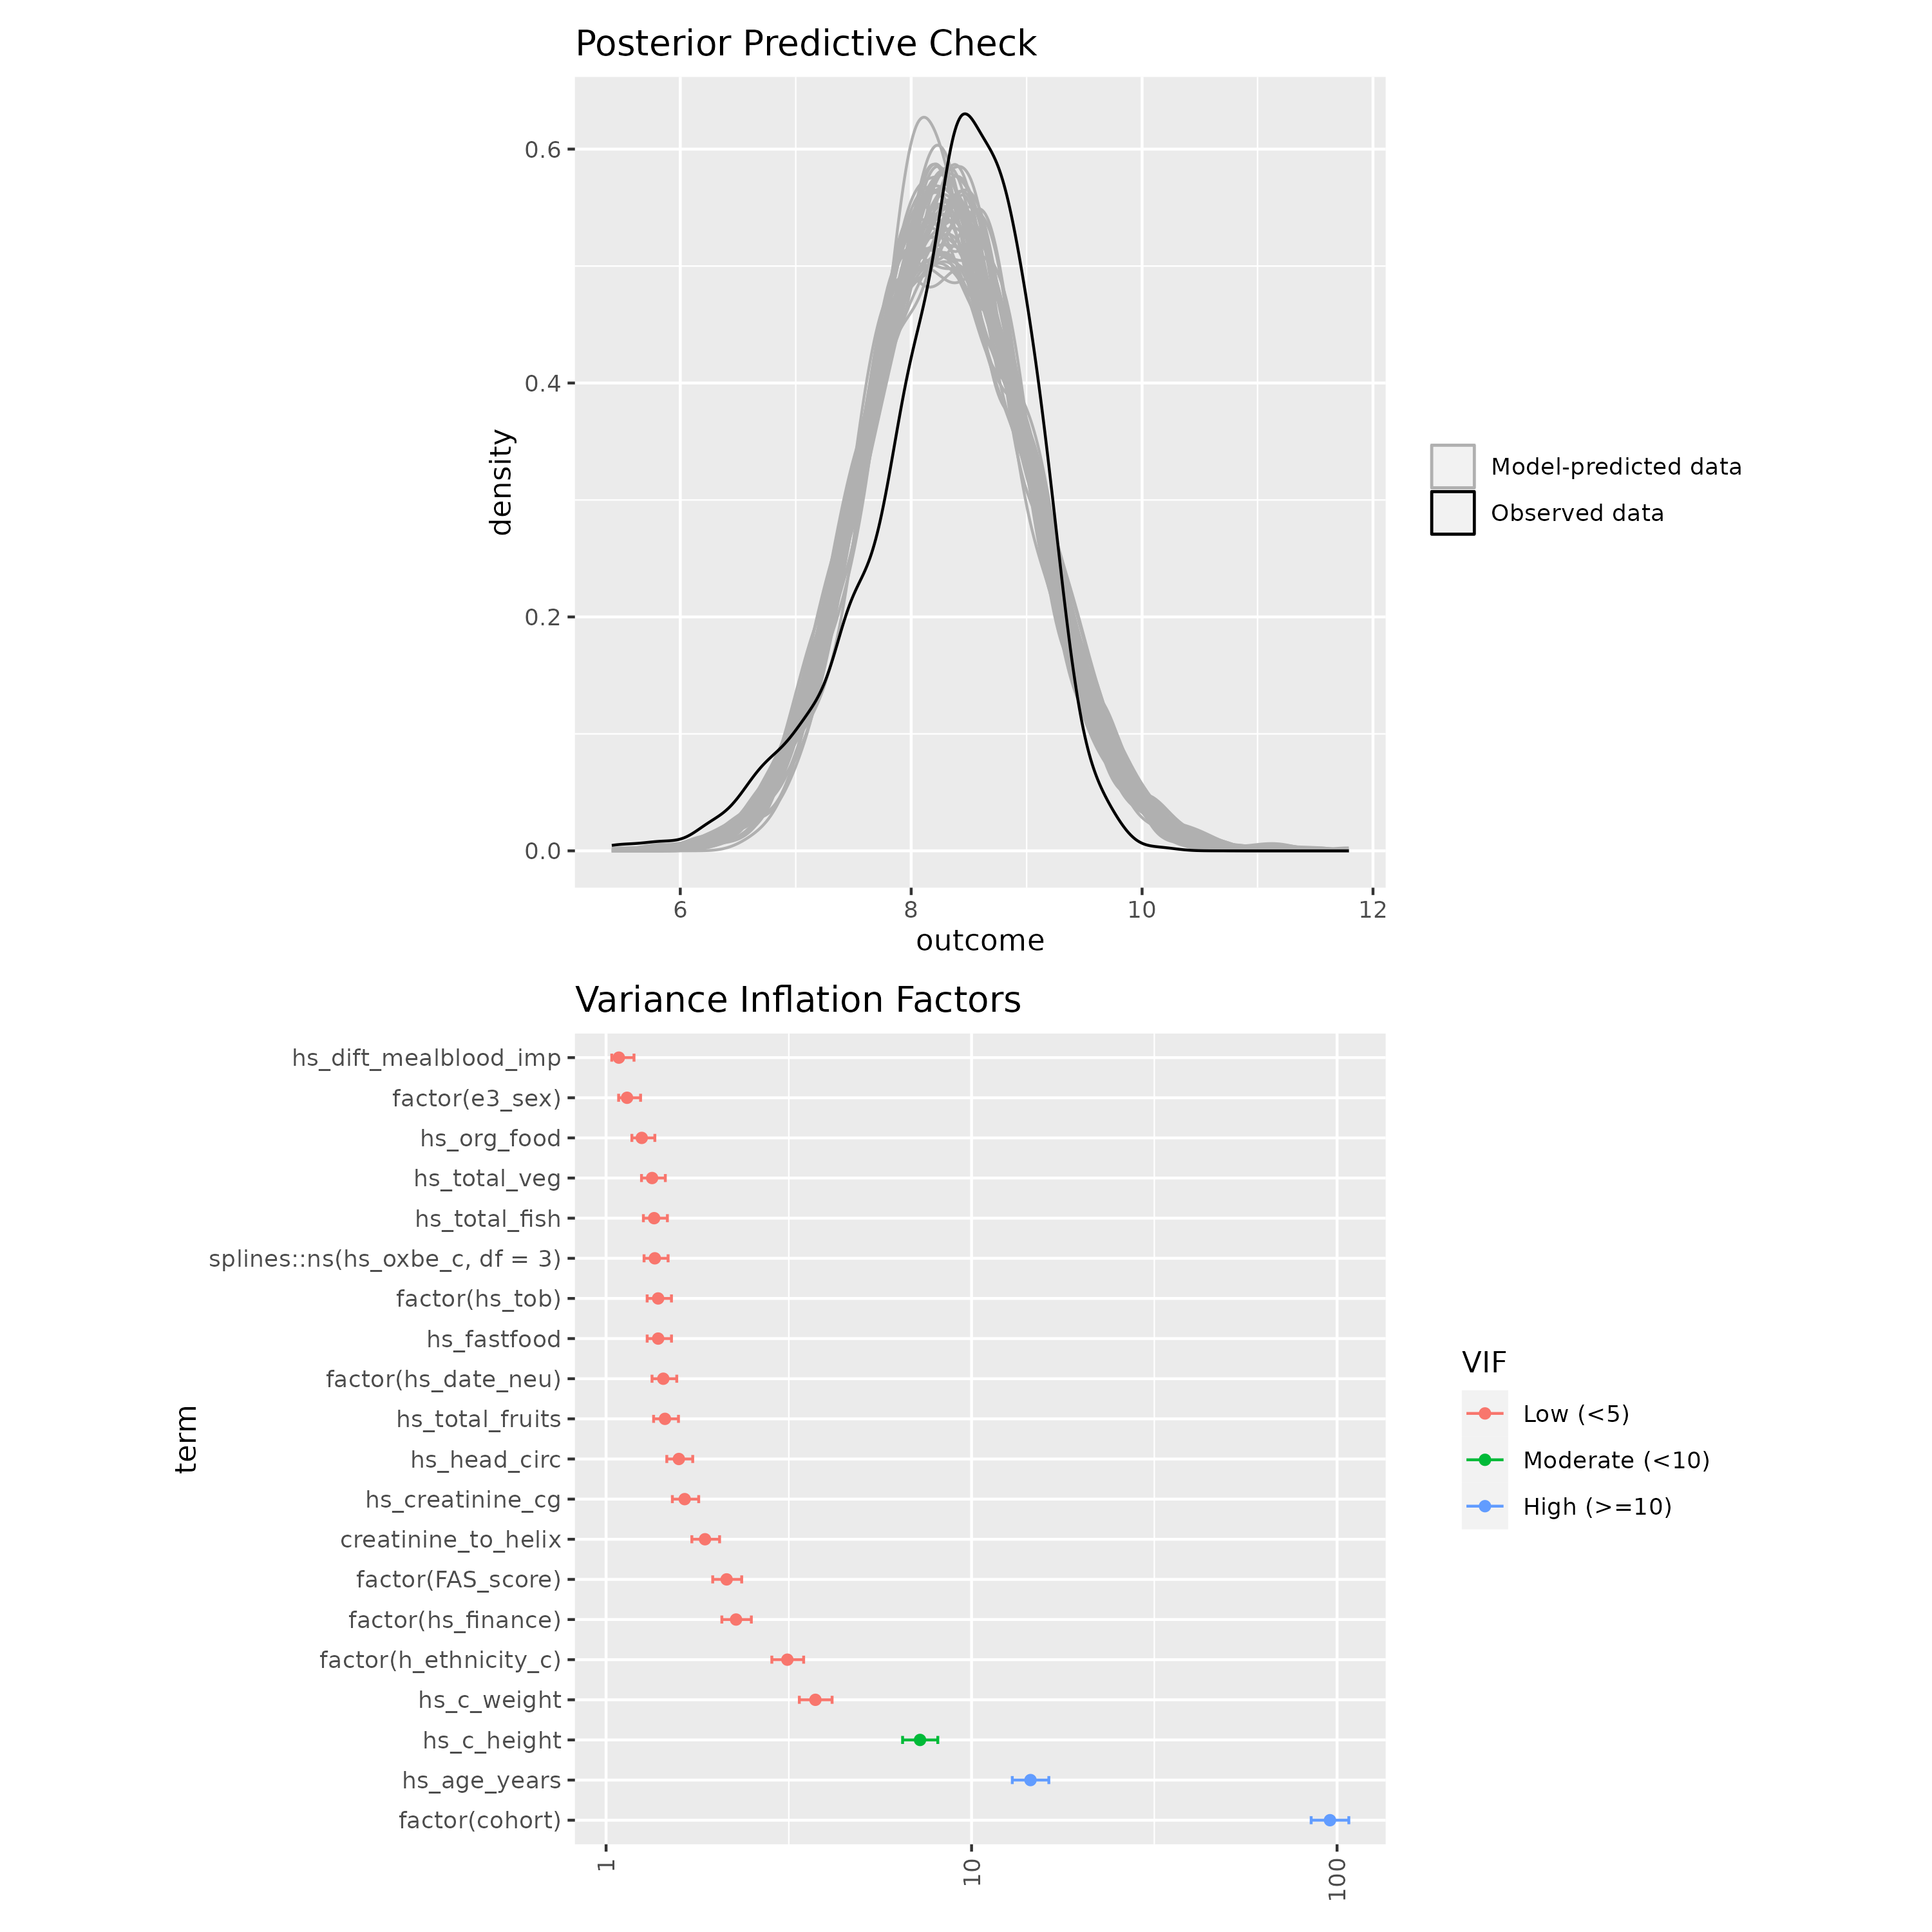 Posterior Predictive Check
0.6
0.4
0.2
0.0
density
6
8
10
12
outcome
Model-predicted data
Observed data
Variance Inflation Factors
hs_dift_mealblood_imp
factor(e3_sex)
hs_org_food
hs_total_veg
hs_total_fish
splines::ns(hs_oxbe_c, df = 3)
factor(hs_tob)
hs_fastfood
factor(hs_date_neu)
hs_total_fruits
hs_head_circ
hs_creatinine_cg
creatinine_to_helix
factor(FAS_score)
factor(hs_finance)
factor(h_ethnicity_c)
hs_c_weight
hs_c_height
hs_age_years
factor(cohort)
term
1
10
100
VIF
Low (<5)
Moderate (<10)
High (>=10)